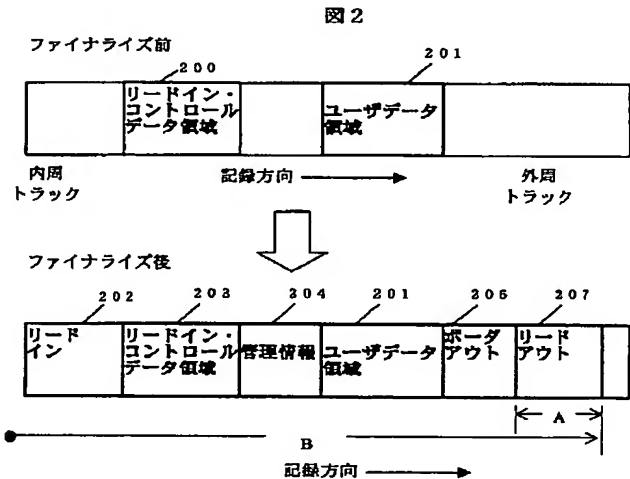 図2
ファイナライズ前
200
201
リードイン・
コントロール
データ領域
ユーザデータ
領域
内周
トラック
記録方向
外周
トラック
ファイナライズ後
202
203
204
201
206
207
リード
イン
リードイン・
コントロール
データ領域
管理情報
ユーザデータ
領域
ボーダ
アウト
リード
アウト
A
B
記録方向